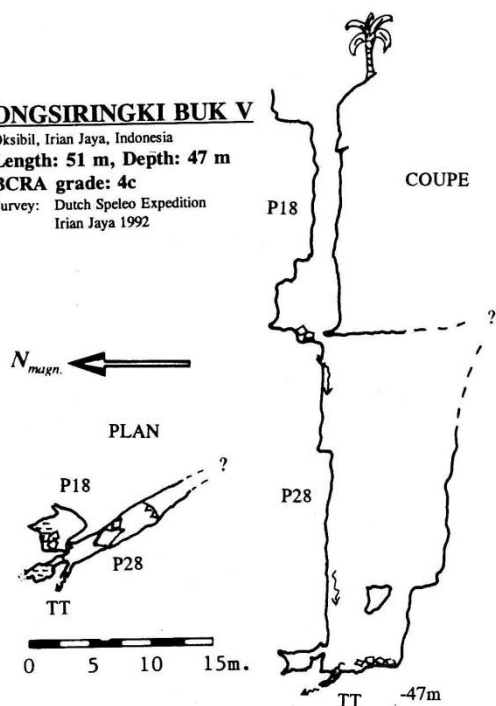 ONGSIRINGKI BUK V
Oksibil, Irian Jaya, Indonesia
Length: 51 m, Depth: 47 m
BCRA grade: 4c
Survey: Dutch Speleo Expedition
Irian Jaya 1992
COUPE
P18
?
N magn.
PLAN
P18
?
P28
TT
P28
0 5 10 15m.
TT
-47m